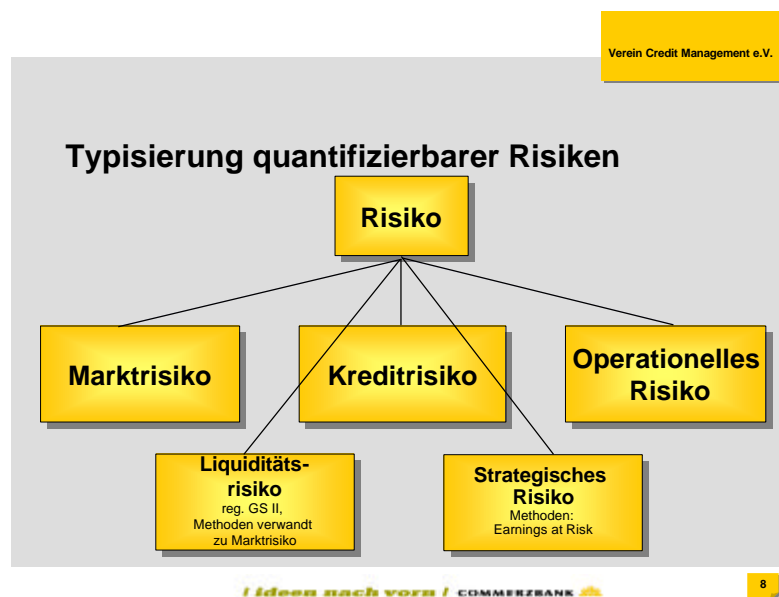 Verein Credit Management e.V.
Typisierung quantifizierbarer Risiken
Risiko
Marktrisiko
Kreditrisiko
Operationelles
Risiko
Liquiditäts-
risiko
reg. GS II,
Methoden verwandt
zu Marktrisiko
Strategisches
Risiko
Methoden:
Earnings at Risk
/ ideen nach vorn / COMMERZBANK
8